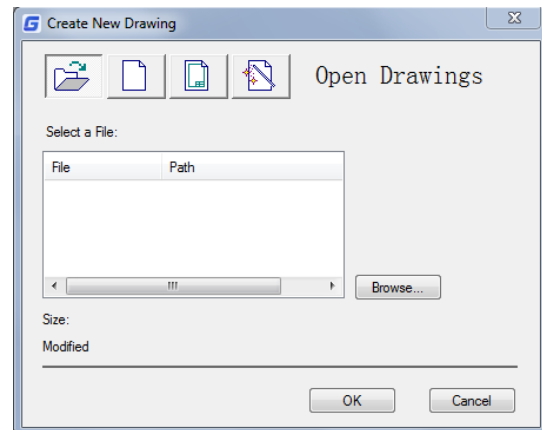 Create New Drawing
Open Drawings
Select a File:
File Path
Browse...
Size:
Modified
OK Cancel